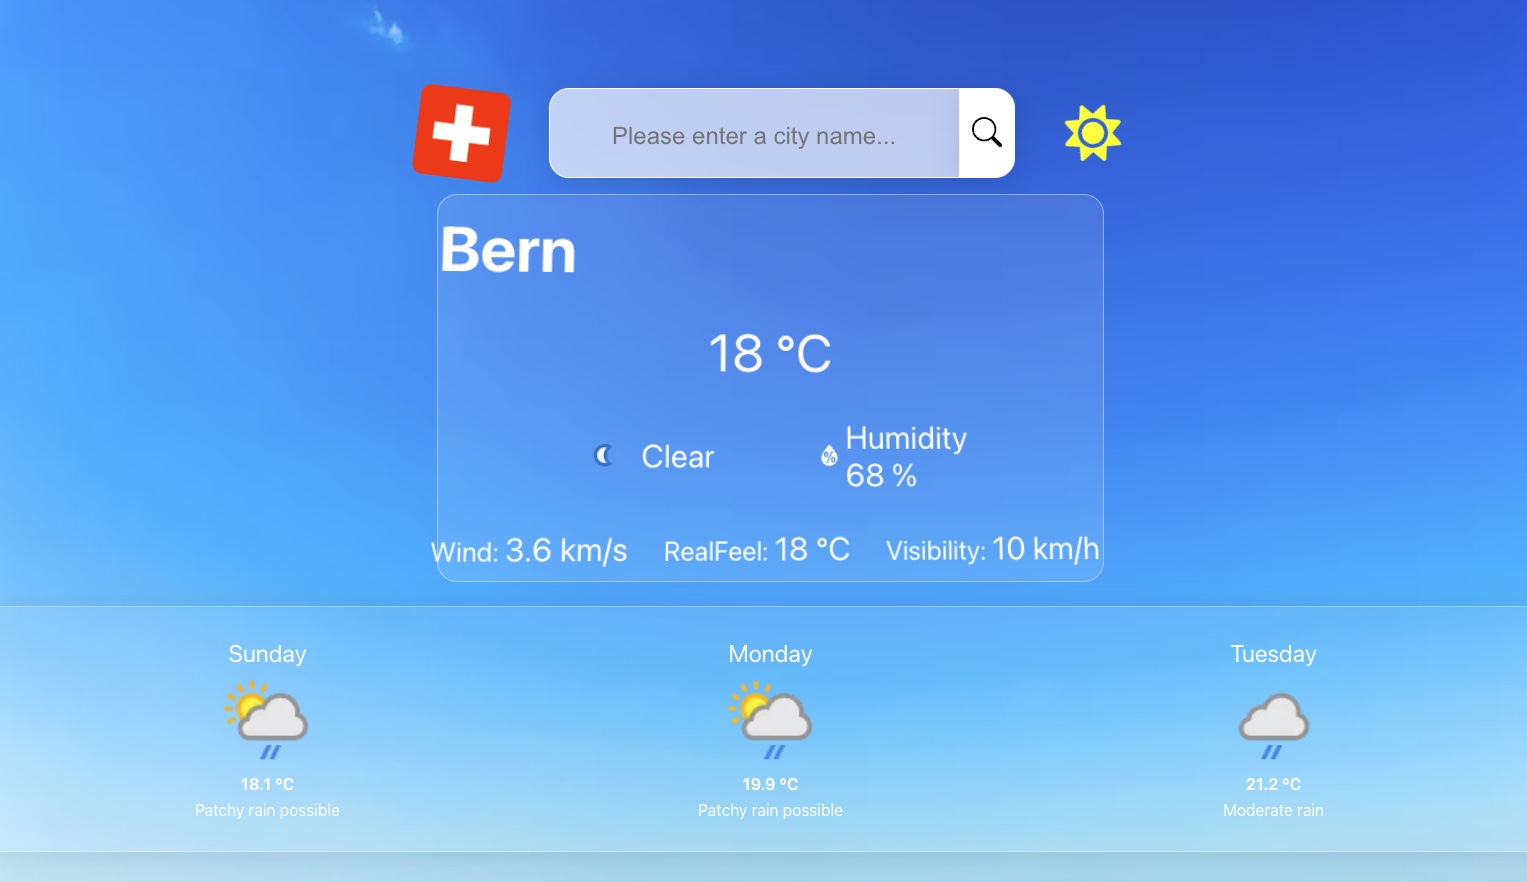 Please enter a city name...
Bern
18 °C
Clear
Humidity
68 %
Wind: 3.6 km/s RealFeel: 18 °C Visibility: 10 km/h
Sunday Monday Tuesday
18.1 °C 19.9 °C 21.2 °C
Patchy rain possible Patchy rain possible Moderate rain